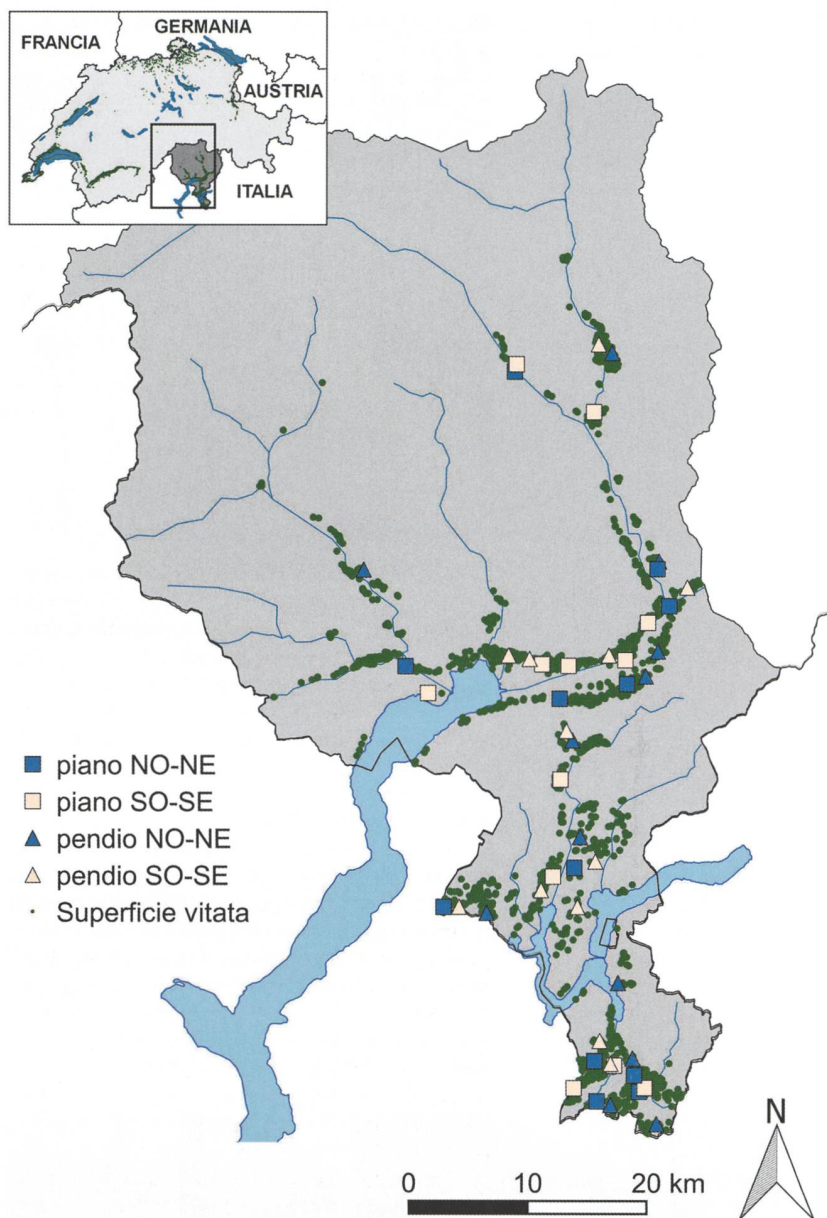 GERMANIA
FRANCIA
AUSTRIA
ITALIA
piano NO-NE
piano SO-SE
pendio NO-NE
pendio SO-SE
Superficie vitata
N
0 10 20 km